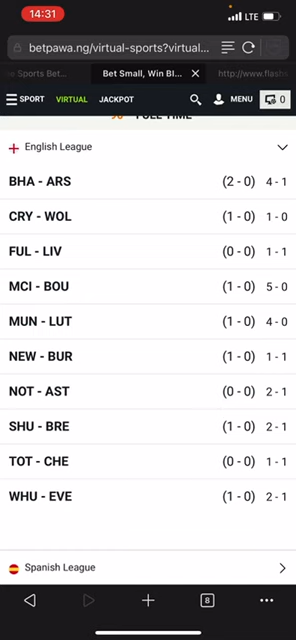 14:31
LTE
betpawa.ng/virtual-sports?virtual...
e Sports Bet...
Bet Small, Win BI...
http://www.flash
SPORT
VIRTUAL
JACKPOT
MENU
0
English League
BHA - ARS (2 - 0) 4 - 1
CRY - WOL (1 - 0) 1 - 0
FUL - LIV (0 - 0) 1 - 1
MCI - BOU (1 - 0) 5 - 0
MUN - LUT (1 - 0) 4 - 0
NEW - BUR (1 - 0) 1 - 1
NOT - AST (0 - 0) 2 - 1
SHU - BRE (1 - 0) 2 - 1
TOT - CHE (0 - 0) 1 - 1
WHU - EVE (1 - 0) 2 - 1
Spanish League
8